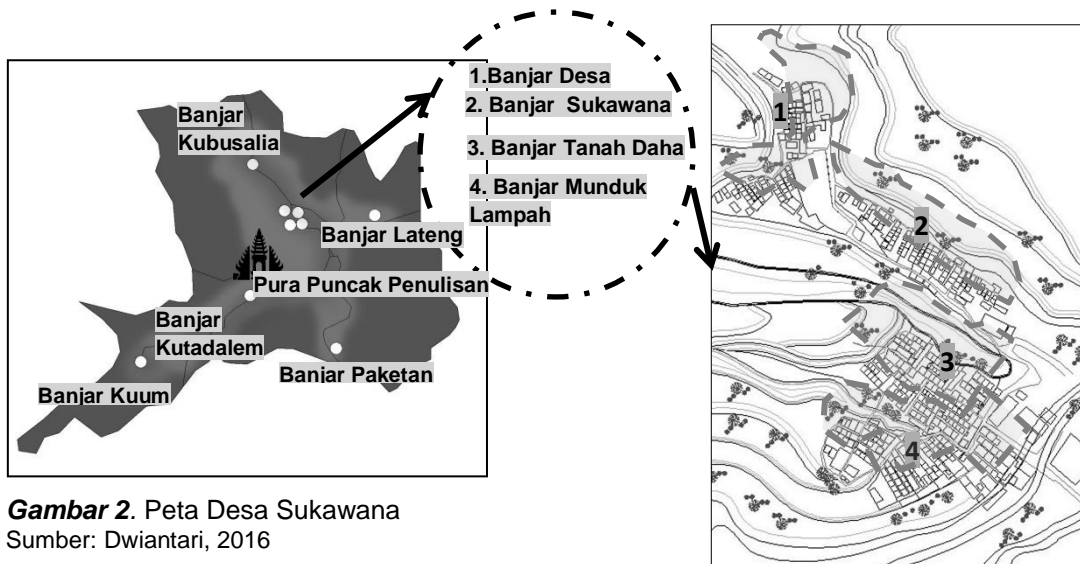 Banjar
Kubusalia
Banjar Lateng
Pura Puncak Penulisan
Banjar
Kutadalem
Banjar Paketan
Banjar Kuum
1.Banjar Desa
2. Banjar Sukawana
3. Banjar Tanah Daha
4. Banjar Munduk
Lampah
1
2
3
4
Gambar 2. Peta Desa Sukawana
Sumber: Dwiantari, 2016